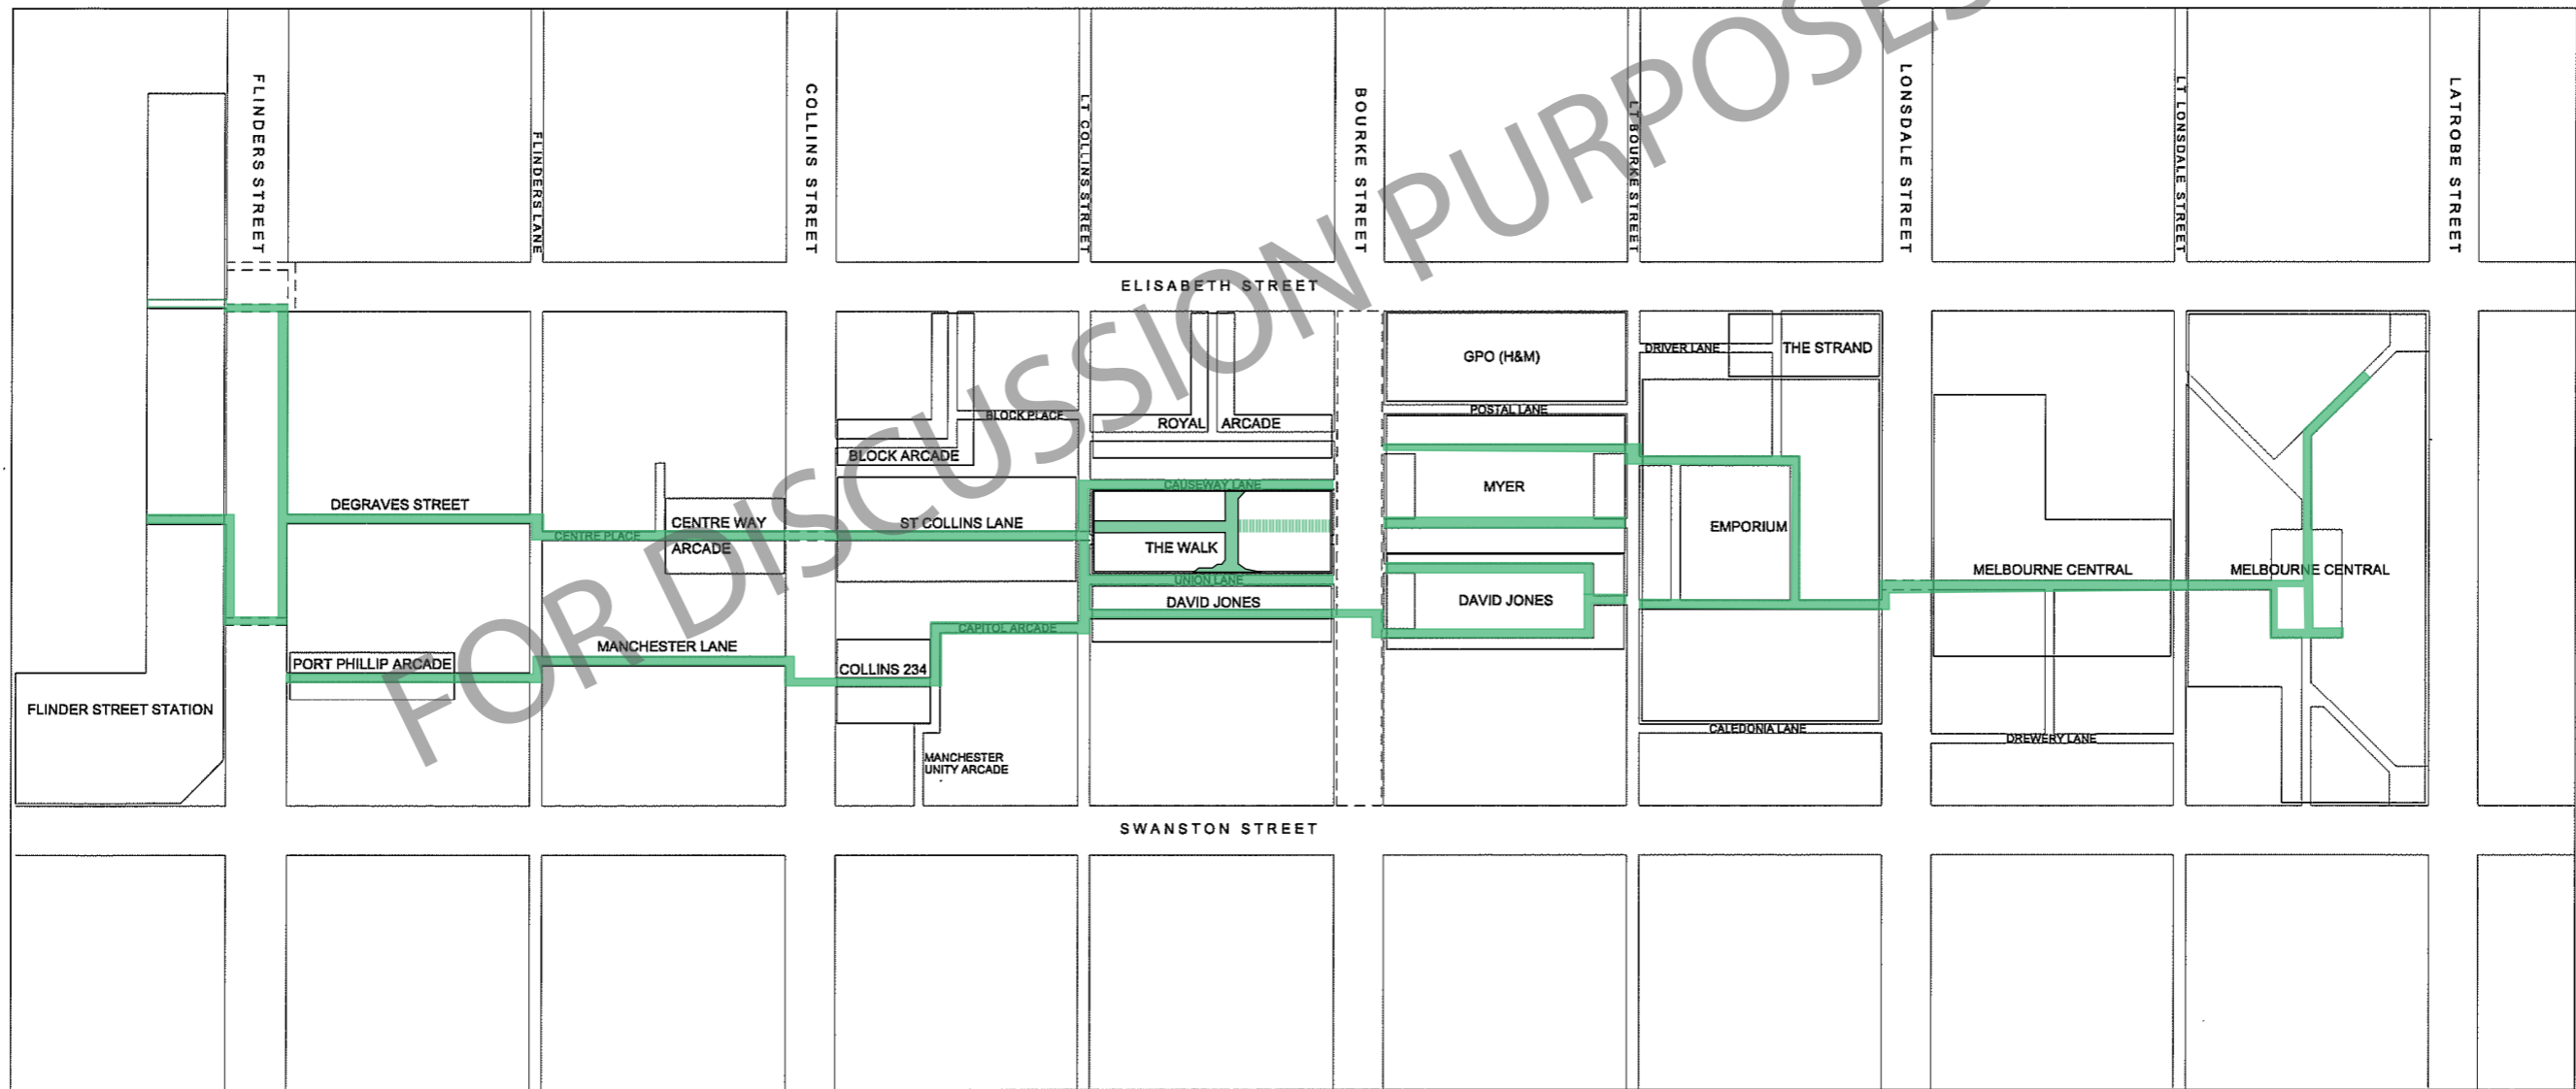 FLINDERS STREET
FLINDERS LANE
COLLINS STREET
LT COLLINS STREET
BOURKE STREET
LT BOURKE STREET
LONSDALE STREET
LT LONSDALE STREET
LATROBE STREET
ELISABETH STREET
FOR DISCUSSION PURPOSES
GPO (H&M)
DRIVER LANE
THE STRAND
POSTAL LANE
BLOCK PLACE
BLOCK ARCADE
ROYAL ARCADE
CAUSEWAY LANE
MYER
DEGRAVES STREET
CENTRE PLACE
CENTRE WAY
ARCADE
ST COLLINS LANE
THE WALK
EMPORIUM
UNION LANE
DAVID JONES
DAVID JONES
MELBOURNE CENTRAL
MELBOURNE CENTRAL
CAPITOL ARCADE
MANCHESTER LANE
PORT PHILLIP ARCADE
COLLINS 234
FLINDER STREET STATION
CALEDONIA LANE
DREWERY LANE
MANCHESTER
UNITY ARCADE
SWANSTON STREET